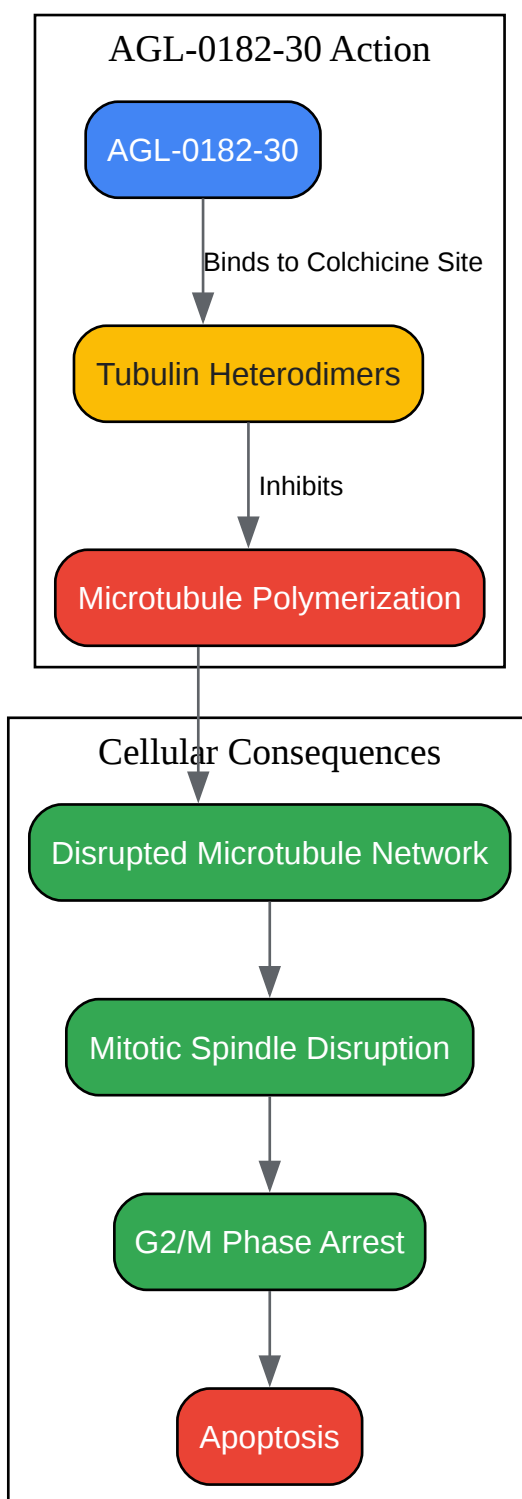 AGL-0182-30 Action
AGL-0182-30
Binds to Colchicine Site
Tubulin Heterodimers
Inhibits
Microtubule Polymerization
Cellular Consequences
Disrupted Microtubule Network
Mitotic Spindle Disruption
G2/M Phase Arrest
Apoptosis